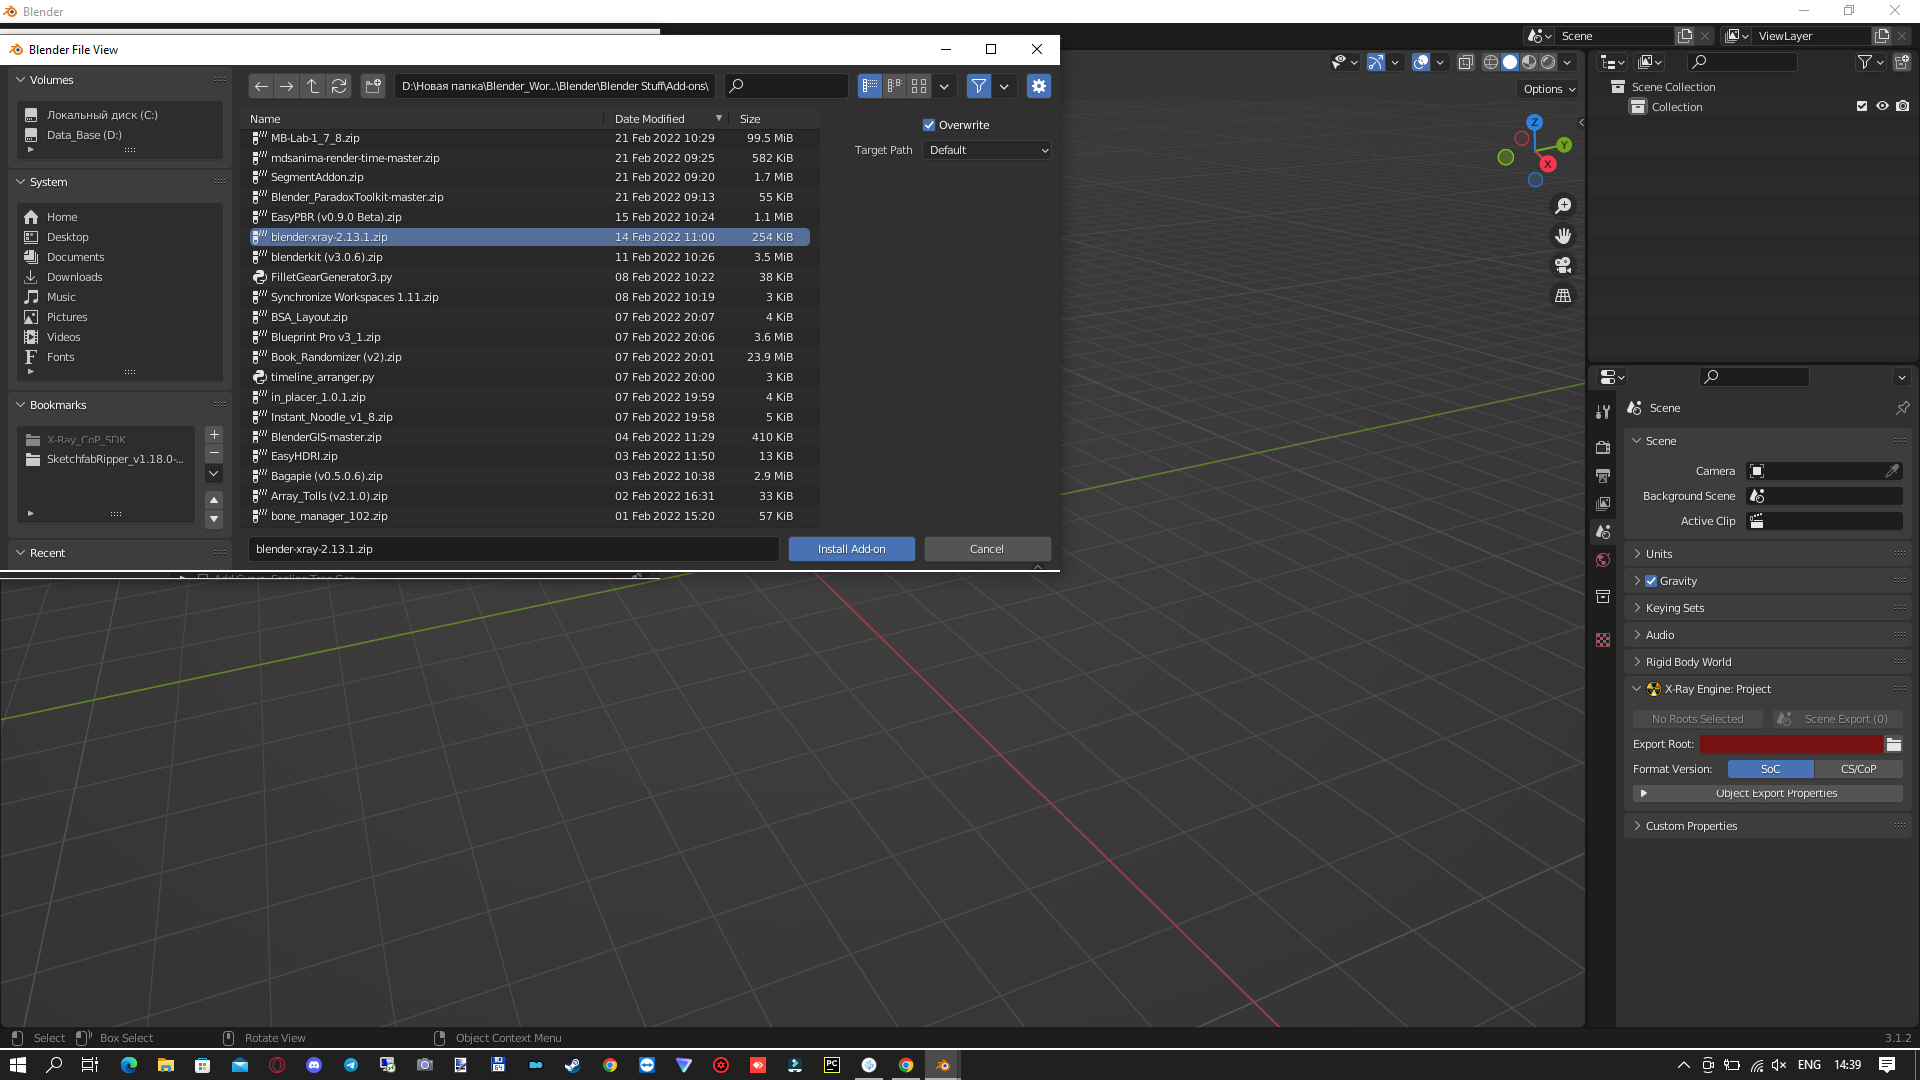 Blender
Scene
ViewLayer
Blender File View
Volumes
Локальный диск (C:)
Data_Base (D:)
System
Home
Desktop
Documents
Downloads
Music
Pictures
Videos
Fonts
Bookmarks
X-Ray_CoP_SDK
SketchfabRipper_v1.18.0-...
Recent
D:\Новая папка\Blender_Wor...\Blender\Blender Stuff\Add-ons\
Name Date Modified Size
MB-Lab-1_7_8.zip 21 Feb 2022 10:29 99.5 MiB
mdsanima-render-time-master.zip 21 Feb 2022 09:25 582 KiB
SegmentAddon.zip 21 Feb 2022 09:20 1.7 MiB
Blender_ParadoxToolkit-master.zip 21 Feb 2022 09:13 55 KiB
EasyPBR (v0.9.0 Beta).zip 15 Feb 2022 10:24 1.1 MiB
blender-xray-2.13.1.zip 14 Feb 2022 11:00 254 KiB
blenderkit (v3.0.6).zip 11 Feb 2022 10:26 3.5 MiB
FilletGearGenerator3.py 08 Feb 2022 10:22 38 KiB
Synchronize Workspaces 1.11.zip 08 Feb 2022 10:19 3 KiB
BSA_Layout.zip 07 Feb 2022 20:07 4 KiB
Blueprint Pro v3_1.zip 07 Feb 2022 20:06 3.6 MiB
Book_Randomizer (v2).zip 07 Feb 2022 20:01 23.9 MiB
timeline_arranger.py 07 Feb 2022 20:00 3 KiB
in_placer_1.0.1.zip 07 Feb 2022 19:59 4 KiB
Instant_Noodle_v1_8.zip 07 Feb 2022 19:58 5 KiB
BlenderGIS-master.zip 04 Feb 2022 11:29 410 KiB
EasyHDRI.zip 03 Feb 2022 11:50 13 KiB
Bagapie (v0.5.0.6).zip 03 Feb 2022 10:38 2.9 MiB
Array_Tolls (v2.1.0).zip 02 Feb 2022 16:31 33 KiB
bone_manager_102.zip 01 Feb 2022 15:20 57 KiB
blender-xray-2.13.1.zip
Install Add-on
Cancel
Overwrite
Target Path Default
Options
Z
Y
X
Scene Collection
Collection
Scene
Scene
Camera
Background Scene
Active Clip
Units
Gravity
Keying Sets
Audio
Rigid Body World
X-Ray Engine: Project
No Roots Selected Scene Export (0)
Export Root:
Format Version: SoC CS/CoP
Object Export Properties
Custom Properties
Select Box Select Rotate View Object Context Menu
3.1.2
64
PC
ENG 14:39